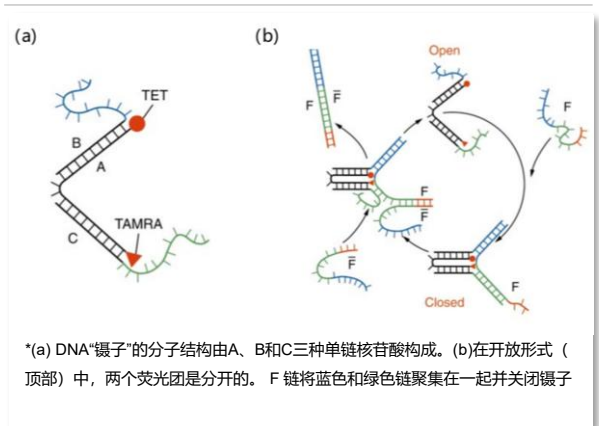 (a)
(b)
TET
B
A
C
TAMRA
Open
F
F̄
F
F
F̄
F̄
F
Closed
*(a) DNA“镊子”的分子结构由A、B和C三种单链核苷酸构成。(b)在开放形式（
顶部）中，两个荧光团是分开的。 F 链将蓝色和绿色链聚集在一起并关闭镊子